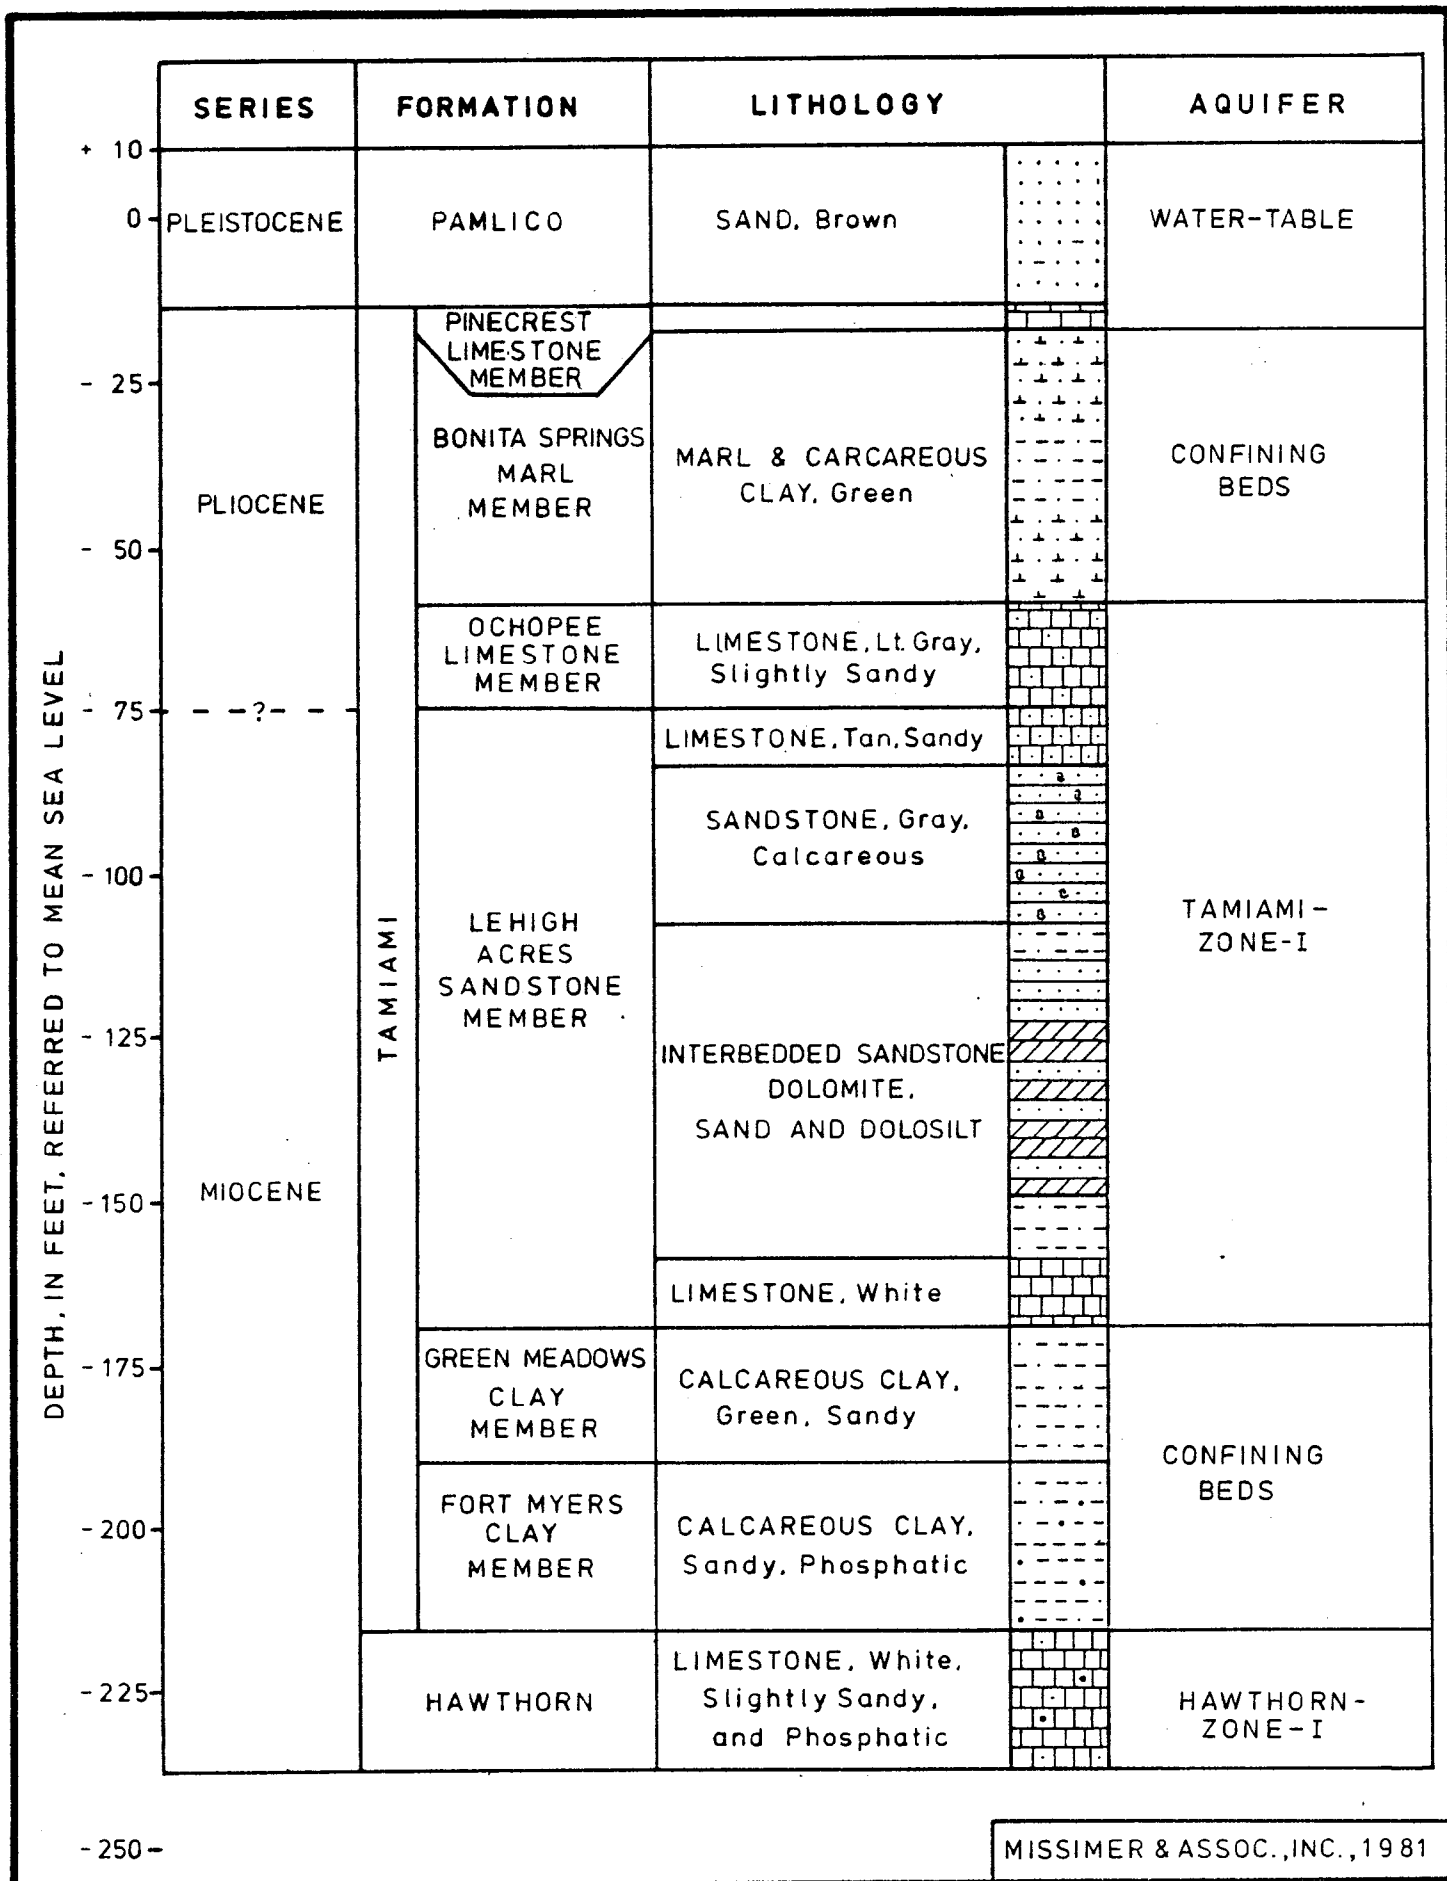 SERIES
FORMATION
LITHOLOGY
AQUIFER
DEPTH, IN FEET, REFERRED TO MEAN SEA LEVEL
+ 10
0
- 25
- 50
- 75
- 100
- 125
- 150
- 175
- 200
- 225
- 250
PLEISTOCENE
PLIOCENE
— — —?— — —
MIOCENE
PAMLICO
TAMIAMI
PINECREST
LIMESTONE
MEMBER
BONITA SPRINGS
MARL
MEMBER
OCHOPEE
LIMESTONE
MEMBER
LEHIGH
ACRES
SANDSTONE
MEMBER
GREEN MEADOWS
CLAY
MEMBER
FORT MYERS
CLAY
MEMBER
HAWTHORN
SAND, Brown
MARL & CARCAREOUS
CLAY, Green
LIMESTONE, Lt. Gray,
Slightly Sandy
LIMESTONE, Tan, Sandy
SANDSTONE, Gray,
Calcareous
INTERBEDDED SANDSTONE
DOLOMITE,
SAND AND DOLOSILT
LIMESTONE, White
CALCAREOUS CLAY,
Green, Sandy
CALCAREOUS CLAY,
Sandy, Phosphatic
LIMESTONE, White,
Slightly Sandy,
and Phosphatic
WATER-TABLE
CONFINING
BEDS
TAMIAMI-
ZONE-I
CONFINING
BEDS
HAWTHORN-
ZONE-I
MISSIMER & ASSOC., INC., 1981